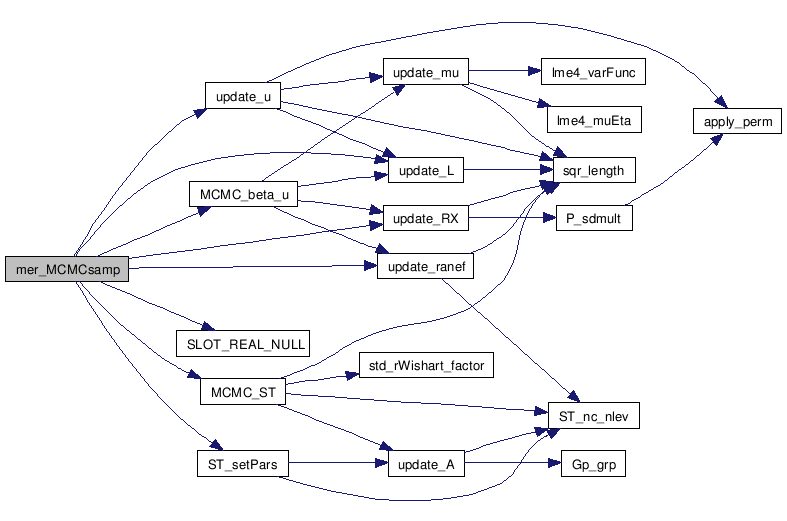 update_mu
lme4_varFunc
update_u
lme4_muEta
apply_perm
update_L
sqr_length
MCMC_beta_u
update_RX
P_sdmult
mer_MCMCsamp
update_ranef
SLOT_REAL_NULL
std_rWishart_factor
MCMC_ST
ST_nc_nlev
ST_setPars
update_A
Gp_grp